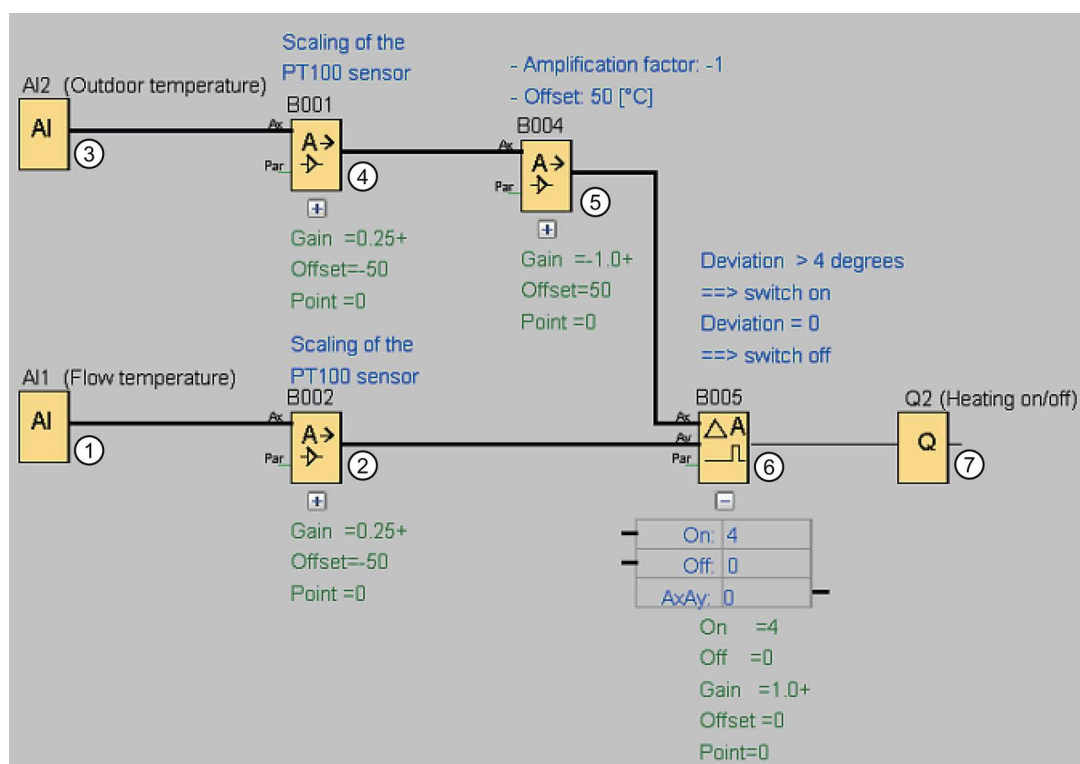 Scaling of the
PT100 sensor
- Amplification factor: -1
- Offset: 50 [°C]
AI2 (Outdoor temperature)
B001
B004
AI
Ax
A→
Par
3
4
Ax
A→
Par
5
Gain =0.25+
Offset=-50
Point =0
Gain =-1.0+
Offset=50
Point =0
Deviation > 4 degrees
==> switch on
Deviation = 0
==> switch off
Scaling of the
PT100 sensor
AI1 (Flow temperature)
B002
B005
Q2 (Heating on/off)
AI
Ax
A→
Par
1
2
Ax
Ay
Par
△A
6
Q
7
Gain =0.25+
Offset=-50
Point =0
On: 4
Off: 0
AxAy: 0
On =4
Off =0
Gain =1.0+
Offset =0
Point=0